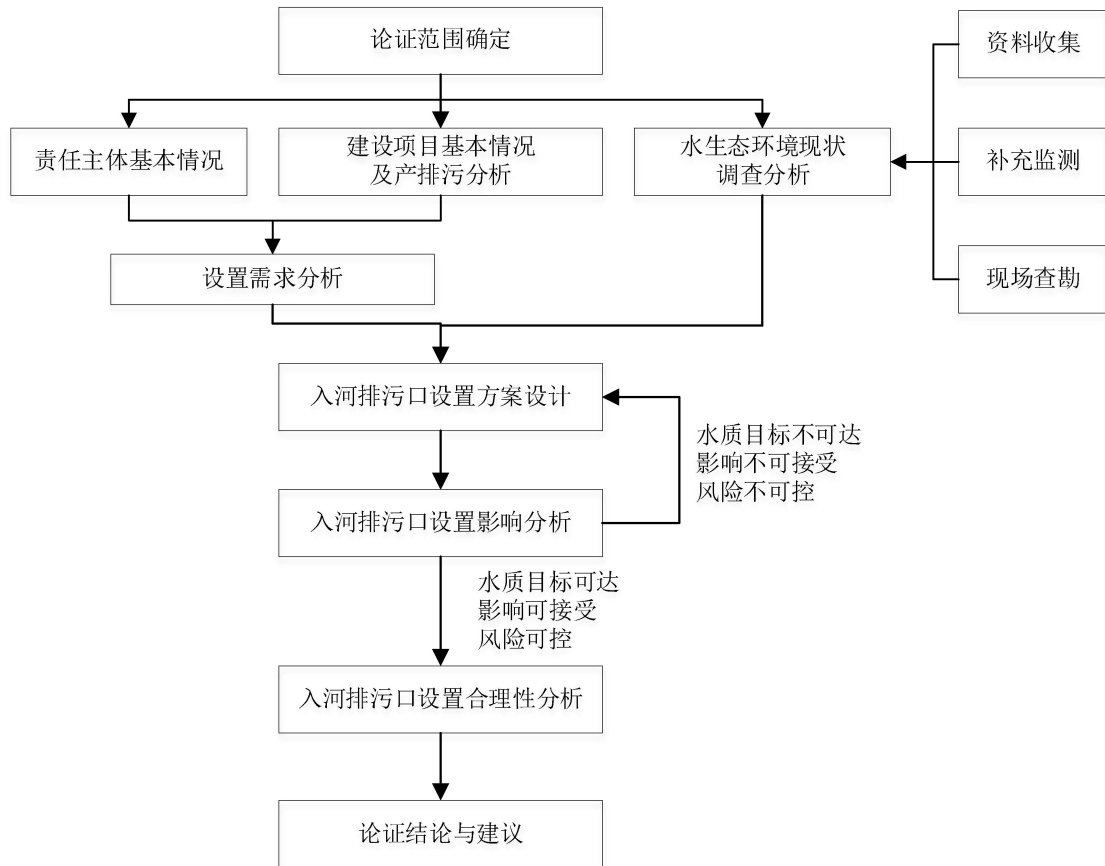 论证范围确定
资料收集
责任主体基本情况
建设项目基本情况
及产排污分析
水生态环境现状
调查分析
补充监测
设置需求分析
现场查勘
入河排污口设置方案设计
水质目标不可达
影响不可接受
风险不可控
入河排污口设置影响分析
水质目标可达
影响可接受
风险可控
入河排污口设置合理性分析
论证结论与建议